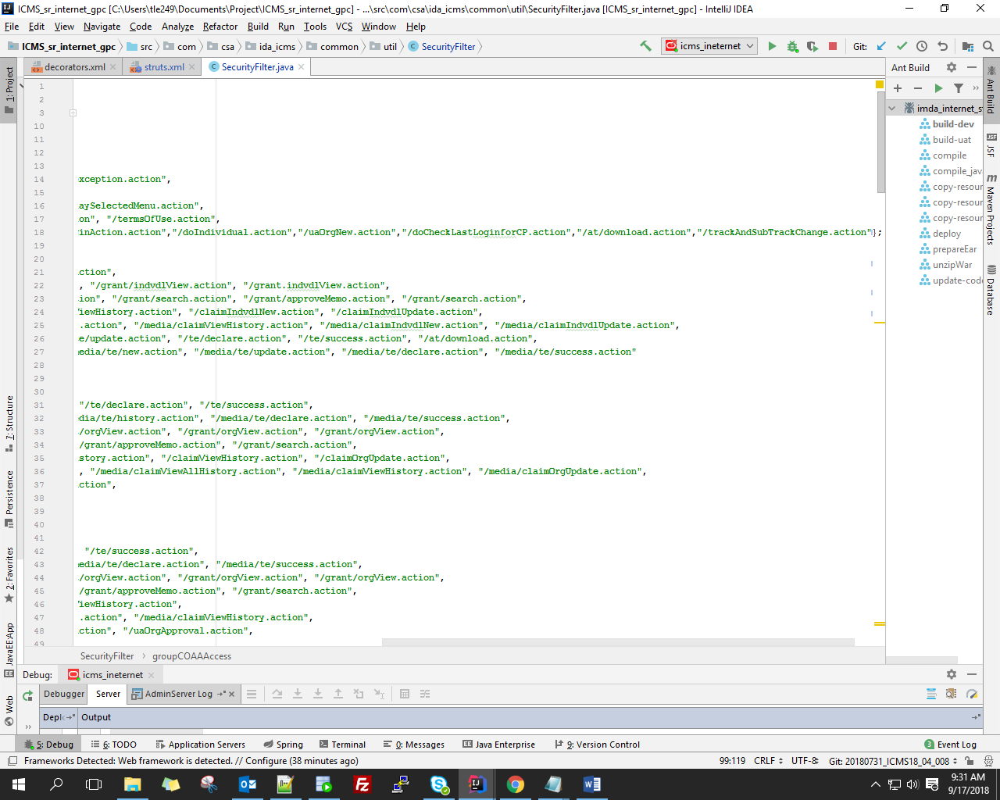 ICMS_sr_internet_gpc [C:\Users\tle249\Documents\Project\ICMS_sr_internet_gpc] - ...\src\com\csa\ida_icms\common\util\SecurityFilter.java [ICMS_sr_internet_gpc] - IntelliJ IDEA
File Edit View Navigate Code Analyze Refactor Build Run Tools VCS Window Help
ICMS_sr_internet_gpc src com csa ida_icms common util SecurityFilter icms_ineternet Git:
decorators.xml struts.xml SecurityFilter.java Ant Build
1: Project
7: Structure
Persistence
2: Favorites
JavaEE:App
Web
1
2
3
10
11
12
13
14 xception.action",
15
16 aySelectedMenu.action",
17 on", "/termsOfUse.action",
18 inAction.action","/doIndividual.action","/uaOrgNew.action","/doCheckLastLoginforCP.action","/at/download.action","/trackAndSubTrackChange.action"};
19
20
21 ction",
22 , "/grant/indvdlView.action", "/grant.indvdlView.action",
23 ion", "/grant/search.action", "/grant/approveMemo.action", "/grant/search.action",
24 ViewHistory.action", "/claimIndvdlNew.action", "/claimIndvdlUpdate.action",
25 .action", "/media/claimViewHistory.action", "/media/claimIndvdlNew.action", "/media/claimIndvdlUpdate.action",
26 e/update.action", "/te/declare.action", "/te/success.action", "/at/download.action",
27 media/te/new.action", "/media/te/update.action", "/media/te/declare.action", "/media/te/success.action"
28
29
30
31 "/te/declare.action", "/te/success.action",
32 dia/te/history.action", "/media/te/declare.action", "/media/te/success.action",
33 /orgView.action", "/grant/orgView.action", "/grant/orgView.action",
34 /grant/approveMemo.action", "/grant/search.action",
35 story.action", "/claimViewHistory.action", "/claimOrgUpdate.action",
36 , "/media/claimViewAllHistory.action", "/media/claimViewHistory.action", "/media/claimOrgUpdate.action",
37 ction",
38
39
40
41
42 "/te/success.action",
43 media/te/declare.action", "/media/te/success.action",
44 /orgView.action", "/grant/orgView.action", "/grant/orgView.action",
45 /grant/approveMemo.action", "/grant/search.action",
46 ViewHistory.action",
47 .action", "/media/claimViewHistory.action",
48 ction", "/uaOrgApproval.action",
49
imda_internet_s
build-dev
build-uat
compile
compile_jav
copy-resour
copy-resour
copy-resour
deploy
prepareEar
unzipWar
update-code
Ant Build
JSF
Maven Projects
Database
SecurityFilter groupCOAAAccess
Debug: icms_ineternet
Debugger Server AdminServer Log
Depl Output
5: Debug 6: TODO Application Servers Spring Terminal 0: Messages Java Enterprise 9: Version Control 3 Event Log
Frameworks Detected: Web framework is detected. // Configure (38 minutes ago) 99:119 CRLF UTF-8 Git: 20180731_ICMS18_04_008
9:31 AM
9/17/2018